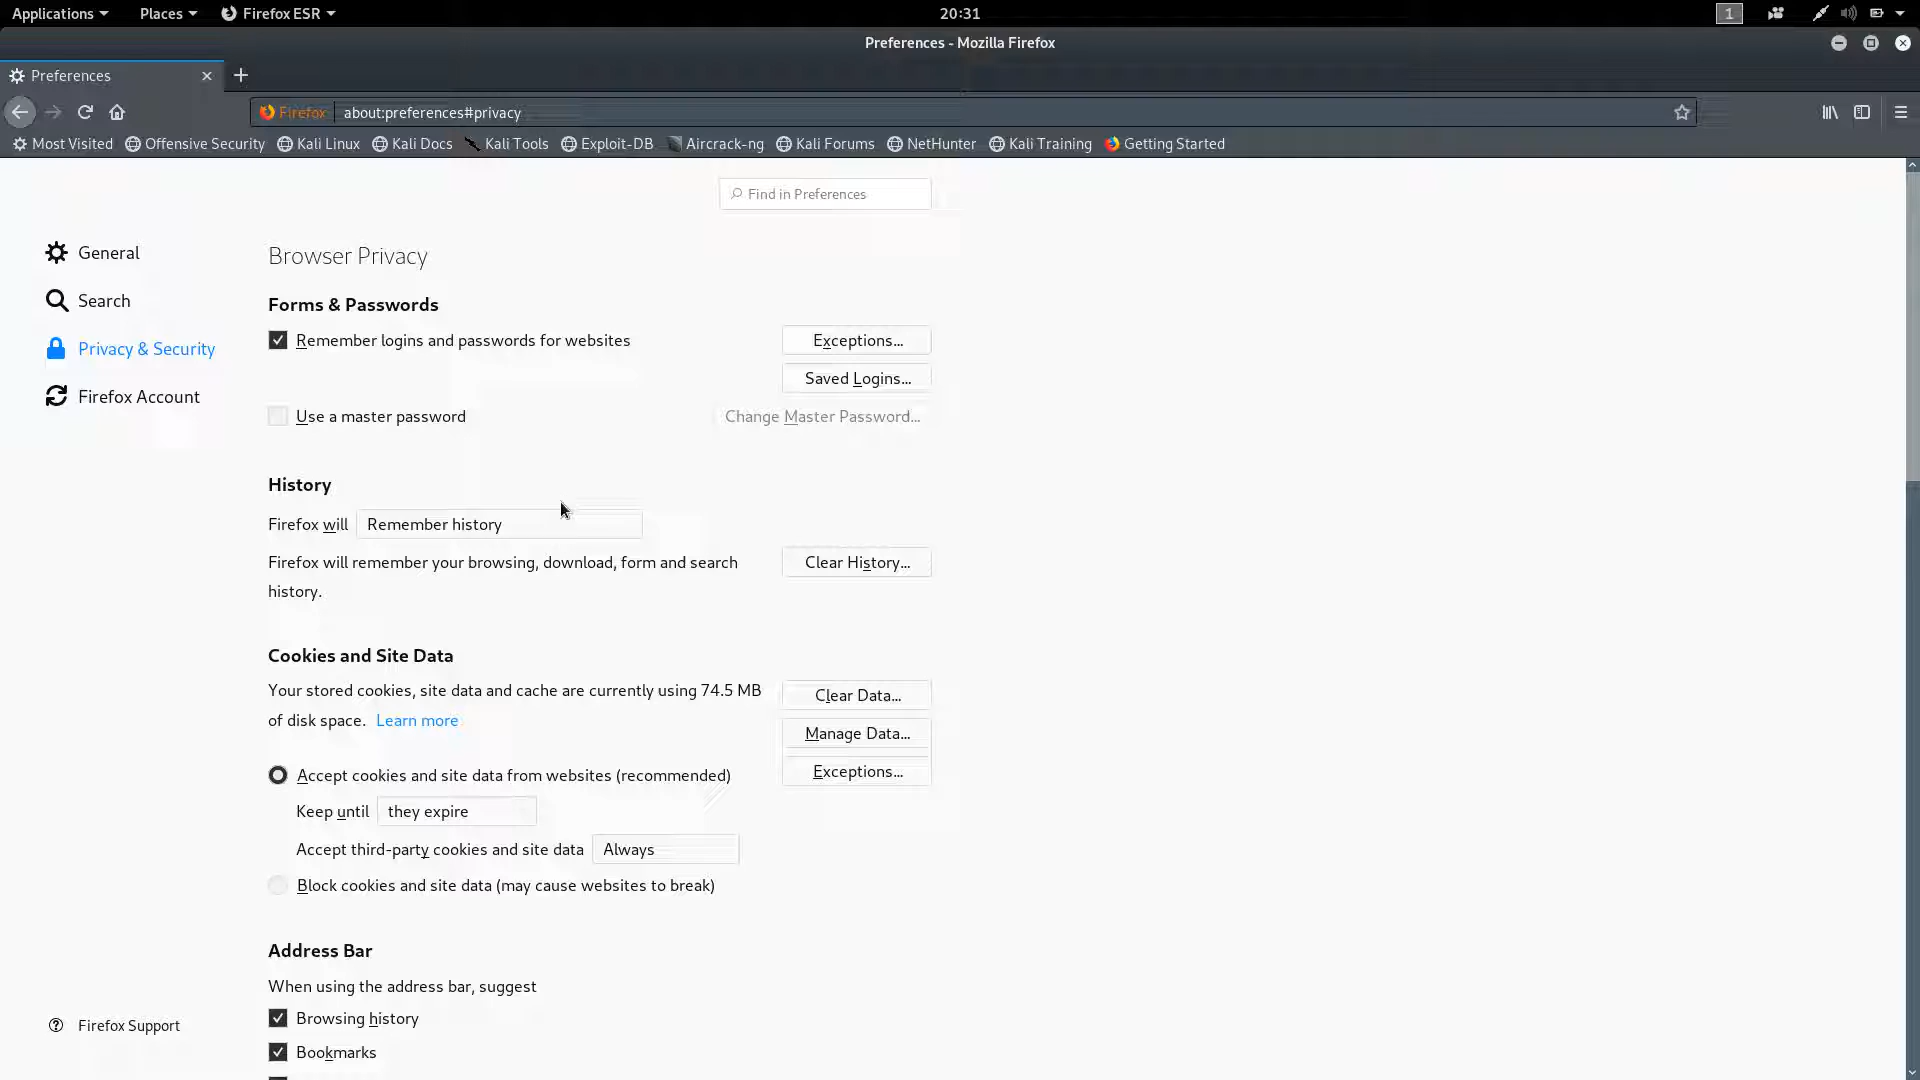 Applications Places Firefox ESR 20:31 1
Preferences - Mozilla Firefox
Preferences
Firefox about:preferences#privacy
Most Visited Offensive Security Kali Linux Kali Docs Kali Tools Exploit-DB Aircrack-ng Kali Forums NetHunter Kali Training Getting Started
Find in Preferences
General
Search
Privacy & Security
Firefox Account
Browser Privacy
Forms & Passwords
Remember logins and passwords for websites Exceptions...
Saved Logins...
Use a master password Change Master Password...
History
Firefox will Remember history
Firefox will remember your browsing, download, form and search Clear History...
history.
Cookies and Site Data
Your stored cookies, site data and cache are currently using 74.5 MB Clear Data...
of disk space. Learn more
Manage Data...
Accept cookies and site data from websites (recommended) Exceptions...
Keep until they expire
Accept third-party cookies and site data Always
Block cookies and site data (may cause websites to break)
Address Bar
When using the address bar, suggest
Browsing history
Bookmarks
Firefox Support